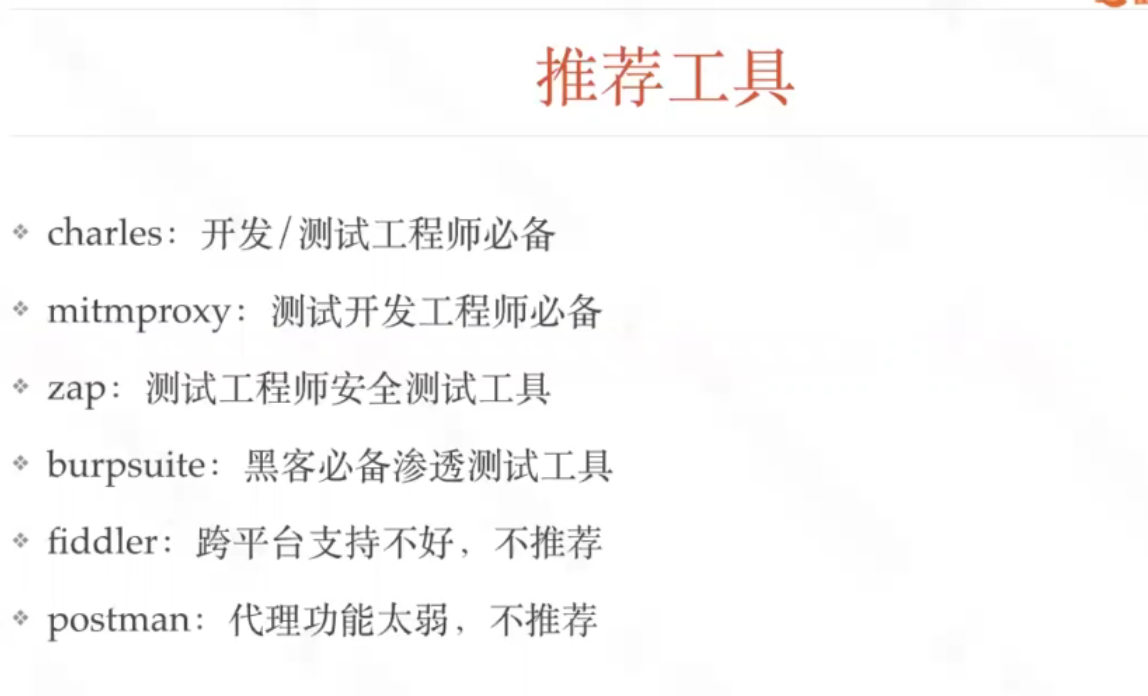 推荐工具
charles：开发/测试工程师必备
mitmproxy：测试开发工程师必备
zap：测试工程师安全测试工具
burpsuite：黑客必备渗透测试工具
fiddler：跨平台支持不好，不推荐
postman：代理功能太弱，不推荐